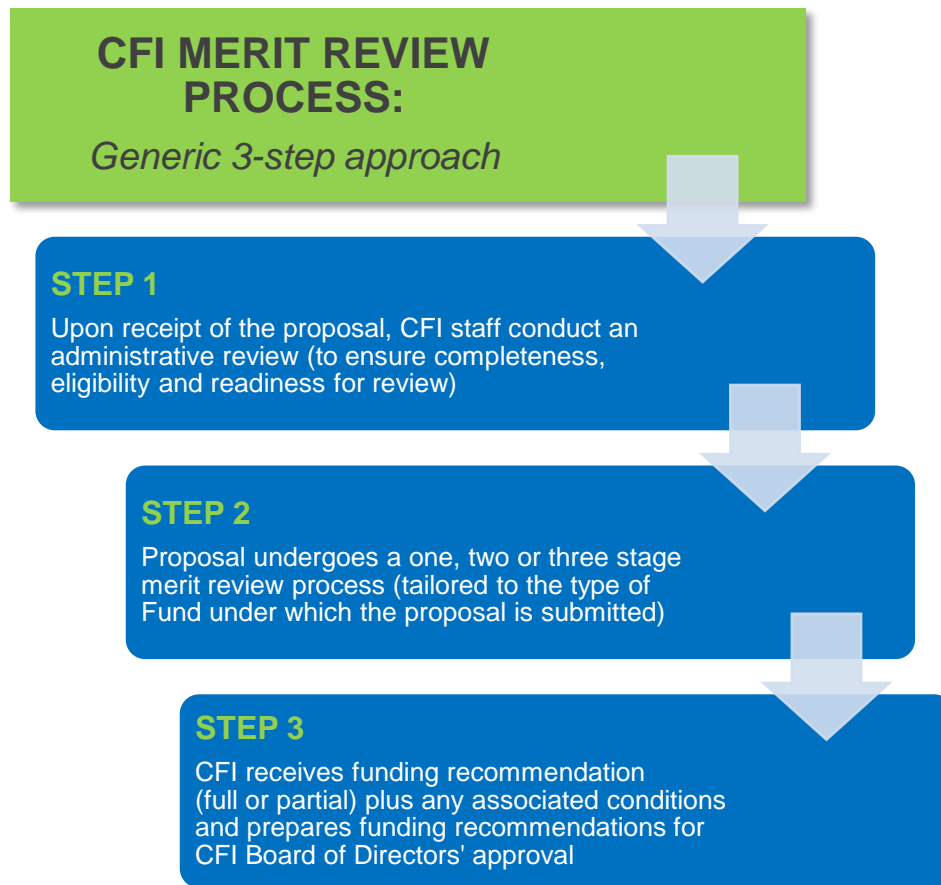 CFI MERIT REVIEW
PROCESS:
Generic 3-step approach
STEP 1
Upon receipt of the proposal, CFI staff conduct an
administrative review (to ensure completeness,
eligibility and readiness for review)
STEP 2
Proposal undergoes a one, two or three stage
merit review process (tailored to the type of
Fund under which the proposal is submitted)
STEP 3
CFI receives funding recommendation
(full or partial) plus any associated conditions
and prepares funding recommendations for
CFI Board of Directors' approval